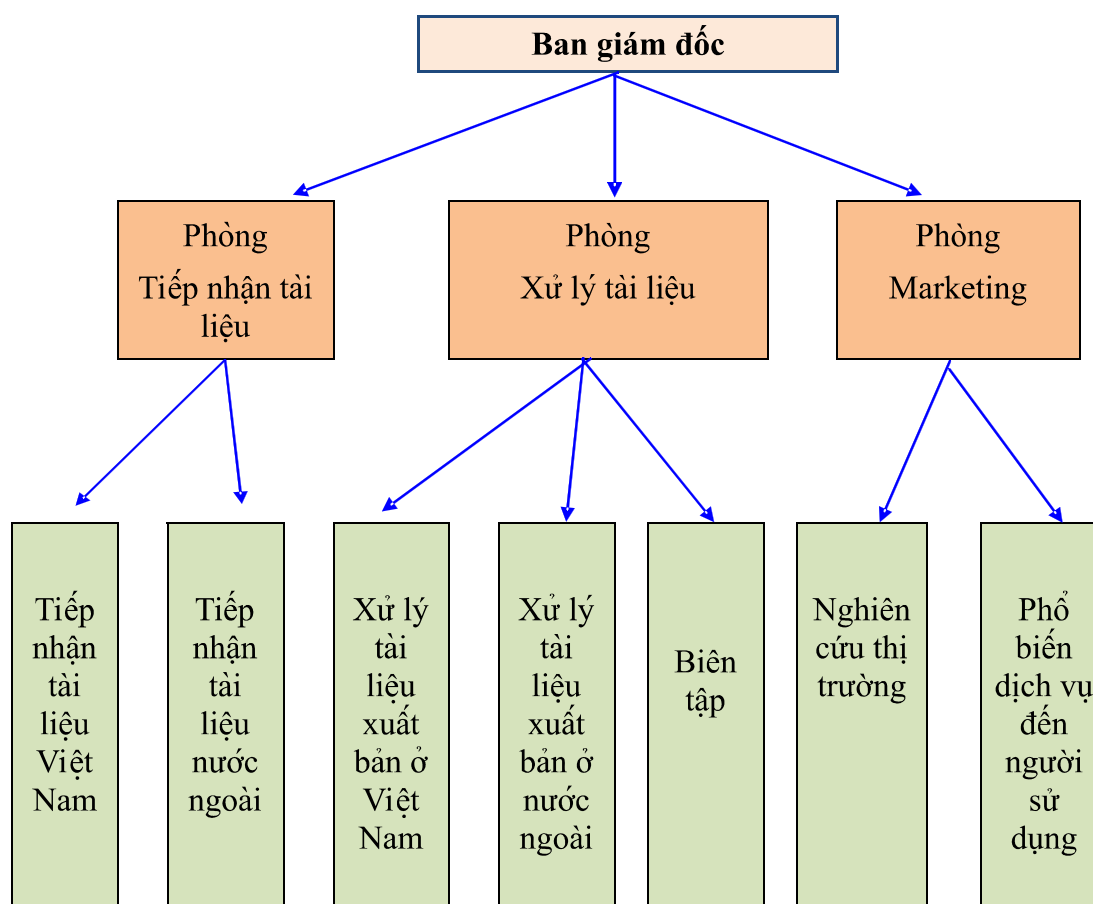 Ban giám đốc
Phòng
Tiếp nhận tài
liệu
Phòng
Xử lý tài liệu
Phòng
Marketing
Tiếp
nhận
tài
liệu
Việt
Nam
Tiếp
nhận
tài
liệu
nước
ngoài
Xử lý
tài
liệu
xuất
bản ở
Việt
Nam
Xử lý
tài
liệu
xuất
bản ở
nước
ngoài
Biên
tập
Nghiên
cứu thị
trường
Phổ
biến
dịch vụ
đến
người
sử
dụng